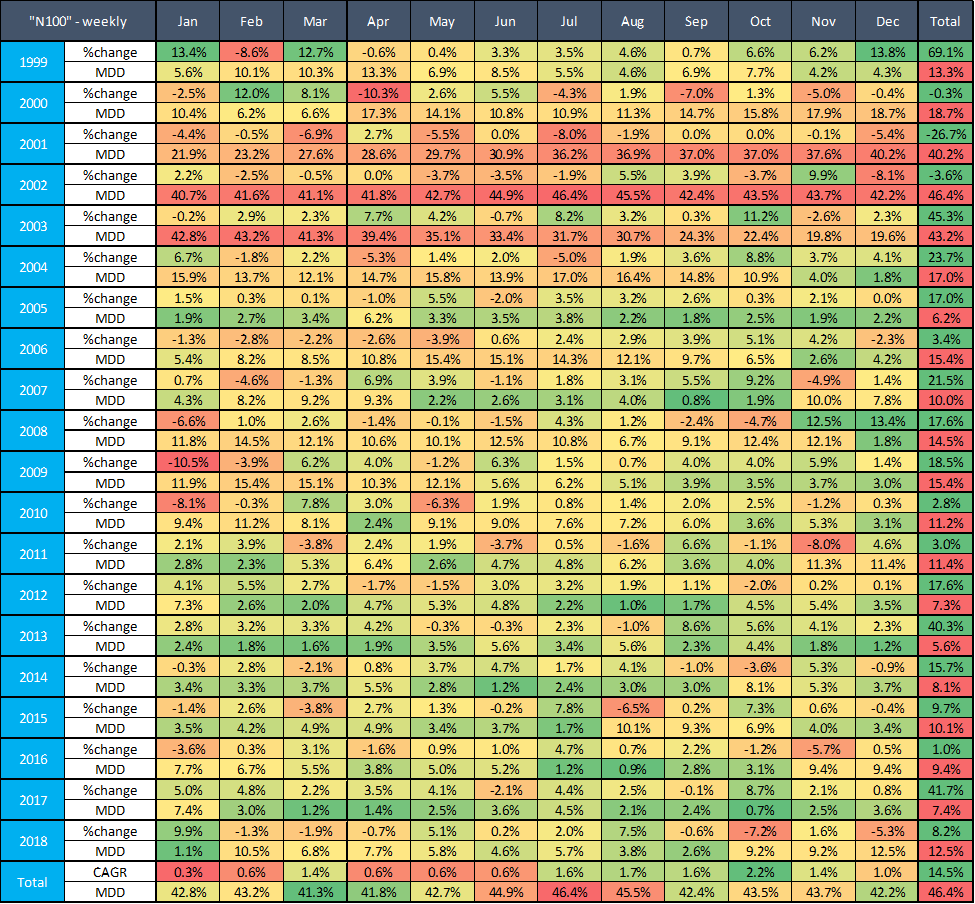 "N100" - weekly Jan Feb Mar Apr May Jun Jul Aug Sep Oct Nov Dec Total
1999 %change 13.4% -8.6% 12.7% -0.6% 0.4% 3.3% 3.5% 4.6% 0.7% 6.6% 6.2% 13.8% 69.1%
MDD 5.6% 10.1% 10.3% 13.3% 6.9% 8.5% 5.5% 4.6% 6.9% 7.7% 4.2% 4.3% 13.3%
2000 %change -2.5% 12.0% 8.1% -10.3% 2.6% 5.5% -4.3% 1.9% -7.0% 1.3% -5.0% -0.4% -0.3%
MDD 10.4% 6.2% 6.6% 17.3% 14.1% 10.8% 10.9% 11.3% 14.7% 15.8% 17.9% 18.7% 18.7%
2001 %change -4.4% -0.5% -6.9% 2.7% -5.5% 0.0% -8.0% -1.9% 0.0% 0.0% -0.1% -5.4% -26.7%
MDD 21.9% 23.2% 27.6% 28.6% 29.7% 30.9% 36.2% 36.9% 37.0% 37.0% 37.6% 40.2% 40.2%
2002 %change 2.2% -2.5% -0.5% 0.0% -3.7% -3.5% -1.9% 5.5% 3.9% -3.7% 9.9% -8.1% -3.6%
MDD 40.7% 41.6% 41.1% 41.8% 42.7% 44.9% 46.4% 45.5% 42.4% 43.5% 43.7% 42.2% 46.4%
2003 %change -0.2% 2.9% 2.3% 7.7% 4.2% -0.7% 8.2% 3.2% 0.3% 11.2% -2.6% 2.3% 45.3%
MDD 42.8% 43.2% 41.3% 39.4% 35.1% 33.4% 31.7% 30.7% 24.3% 22.4% 19.8% 19.6% 43.2%
2004 %change 6.7% -1.8% 2.2% -5.3% 1.4% 2.0% -5.0% 1.9% 3.6% 8.8% 3.7% 4.1% 23.7%
MDD 15.9% 13.7% 12.1% 14.7% 15.8% 13.9% 17.0% 16.4% 14.8% 10.9% 4.0% 1.8% 17.0%
2005 %change 1.5% 0.3% 0.1% -1.0% 5.5% -2.0% 3.5% 3.2% 2.6% 0.3% 2.1% 0.0% 17.0%
MDD 1.9% 2.7% 3.4% 6.2% 3.3% 3.5% 3.8% 2.2% 1.8% 2.5% 1.9% 2.2% 6.2%
2006 %change -1.3% -2.8% -2.2% -2.6% -3.9% 0.6% 2.4% 2.9% 3.9% 5.1% 4.2% -2.3% 3.4%
MDD 5.4% 8.2% 8.5% 10.8% 15.4% 15.1% 14.3% 12.1% 9.7% 6.5% 2.6% 4.2% 15.4%
2007 %change 0.7% -4.6% -1.3% 6.9% 3.9% -1.1% 1.8% 3.1% 5.5% 9.2% -4.9% 1.4% 21.5%
MDD 4.3% 8.2% 9.2% 9.3% 2.2% 2.6% 3.1% 4.0% 0.8% 1.9% 10.0% 7.8% 10.0%
2008 %change -6.6% 1.0% 2.6% -1.4% -0.1% -1.5% 4.3% 1.2% -2.4% -4.7% 12.5% 13.4% 17.6%
MDD 11.8% 14.5% 12.1% 10.6% 10.1% 12.5% 10.8% 6.7% 9.1% 12.4% 12.1% 1.8% 14.5%
2009 %change -10.5% -3.9% 6.2% 4.0% -1.2% 6.3% 1.5% 0.7% 4.0% 4.0% 5.9% 1.4% 18.5%
MDD 11.9% 15.4% 15.1% 10.3% 12.1% 5.6% 6.2% 5.1% 3.9% 3.5% 3.7% 3.0% 15.4%
2010 %change -8.1% -0.3% 7.8% 3.0% -6.3% 1.9% 0.8% 1.4% 2.0% 2.5% -1.2% 0.3% 2.8%
MDD 9.4% 11.2% 8.1% 2.4% 9.1% 9.0% 7.6% 7.2% 6.0% 3.6% 5.3% 3.1% 11.2%
2011 %change 2.1% 3.9% -3.8% 2.4% 1.9% -3.7% 0.5% -1.6% 6.6% -1.1% -8.0% 4.6% 3.0%
MDD 2.8% 2.3% 5.3% 6.4% 2.6% 4.7% 4.8% 6.2% 3.6% 4.0% 11.3% 11.4% 11.4%
2012 %change 4.1% 5.5% 2.7% -1.7% -1.5% 3.0% 3.2% 1.9% 1.1% -2.0% 0.2% 0.1% 17.6%
MDD 7.3% 2.6% 2.0% 4.7% 5.3% 4.8% 2.2% 1.0% 1.7% 4.5% 5.4% 3.5% 7.3%
2013 %change 2.8% 3.2% 3.3% 4.2% -0.3% -0.3% 2.3% -1.0% 8.6% 5.6% 4.1% 2.3% 40.3%
MDD 2.4% 1.8% 1.6% 1.9% 3.5% 5.6% 3.4% 5.6% 2.3% 4.4% 1.8% 1.2% 5.6%
2014 %change -0.3% 2.8% -2.1% 0.8% 3.7% 4.7% 1.7% 4.1% -1.0% -3.6% 5.3% -0.9% 15.7%
MDD 3.4% 3.3% 3.7% 5.5% 2.8% 1.2% 2.4% 3.0% 3.0% 8.1% 5.3% 3.7% 8.1%
2015 %change -1.4% 2.6% -3.8% 2.7% 1.3% -0.2% 7.8% -6.5% 0.2% 7.3% 0.6% -0.4% 9.7%
MDD 3.5% 4.2% 4.9% 4.9% 3.4% 3.7% 1.7% 10.1% 9.3% 6.9% 4.0% 3.4% 10.1%
2016 %change -3.6% 0.3% 3.1% -1.6% 0.9% 1.0% 4.7% 0.7% 2.2% -1.2% -5.7% 0.5% 1.0%
MDD 7.7% 6.7% 5.5% 3.8% 5.0% 5.2% 1.2% 0.9% 2.8% 3.1% 9.4% 9.4% 9.4%
2017 %change 5.0% 4.8% 2.2% 3.5% 4.1% -2.1% 4.4% 2.5% -0.1% 8.7% 2.1% 0.8% 41.7%
MDD 7.4% 3.0% 1.2% 1.4% 2.5% 3.6% 4.5% 2.1% 2.4% 0.7% 2.5% 3.6% 7.4%
2018 %change 9.9% -1.3% -1.9% -0.7% 5.1% 0.2% 2.0% 7.5% -0.6% -7.2% 1.6% -5.3% 8.2%
MDD 1.1% 10.5% 6.8% 7.7% 5.8% 4.6% 5.7% 3.8% 2.6% 9.2% 9.2% 12.5% 12.5%
Total CAGR 0.3% 0.6% 1.4% 0.6% 0.6% 0.6% 1.6% 1.7% 1.6% 2.2% 1.4% 1.0% 14.5%
MDD 42.8% 43.2% 41.3% 41.8% 42.7% 44.9% 46.4% 45.5% 42.4% 43.5% 43.7% 42.2% 46.4%